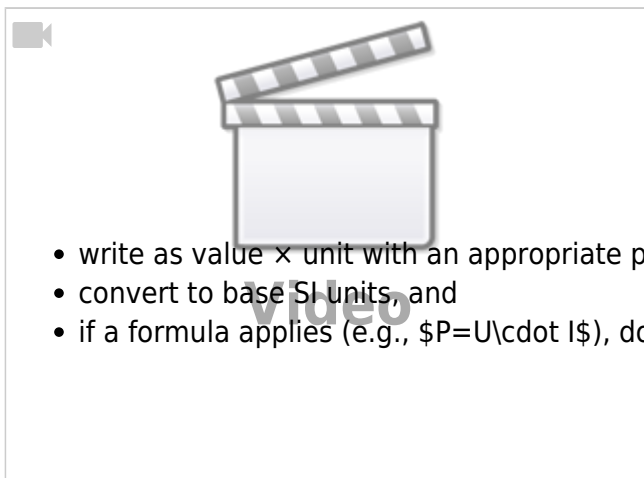 • write as value × unit with an appropriate p
• convert to base SI units, and
Video
• if a formula applies (e.g., $P=U\cdot I$), do